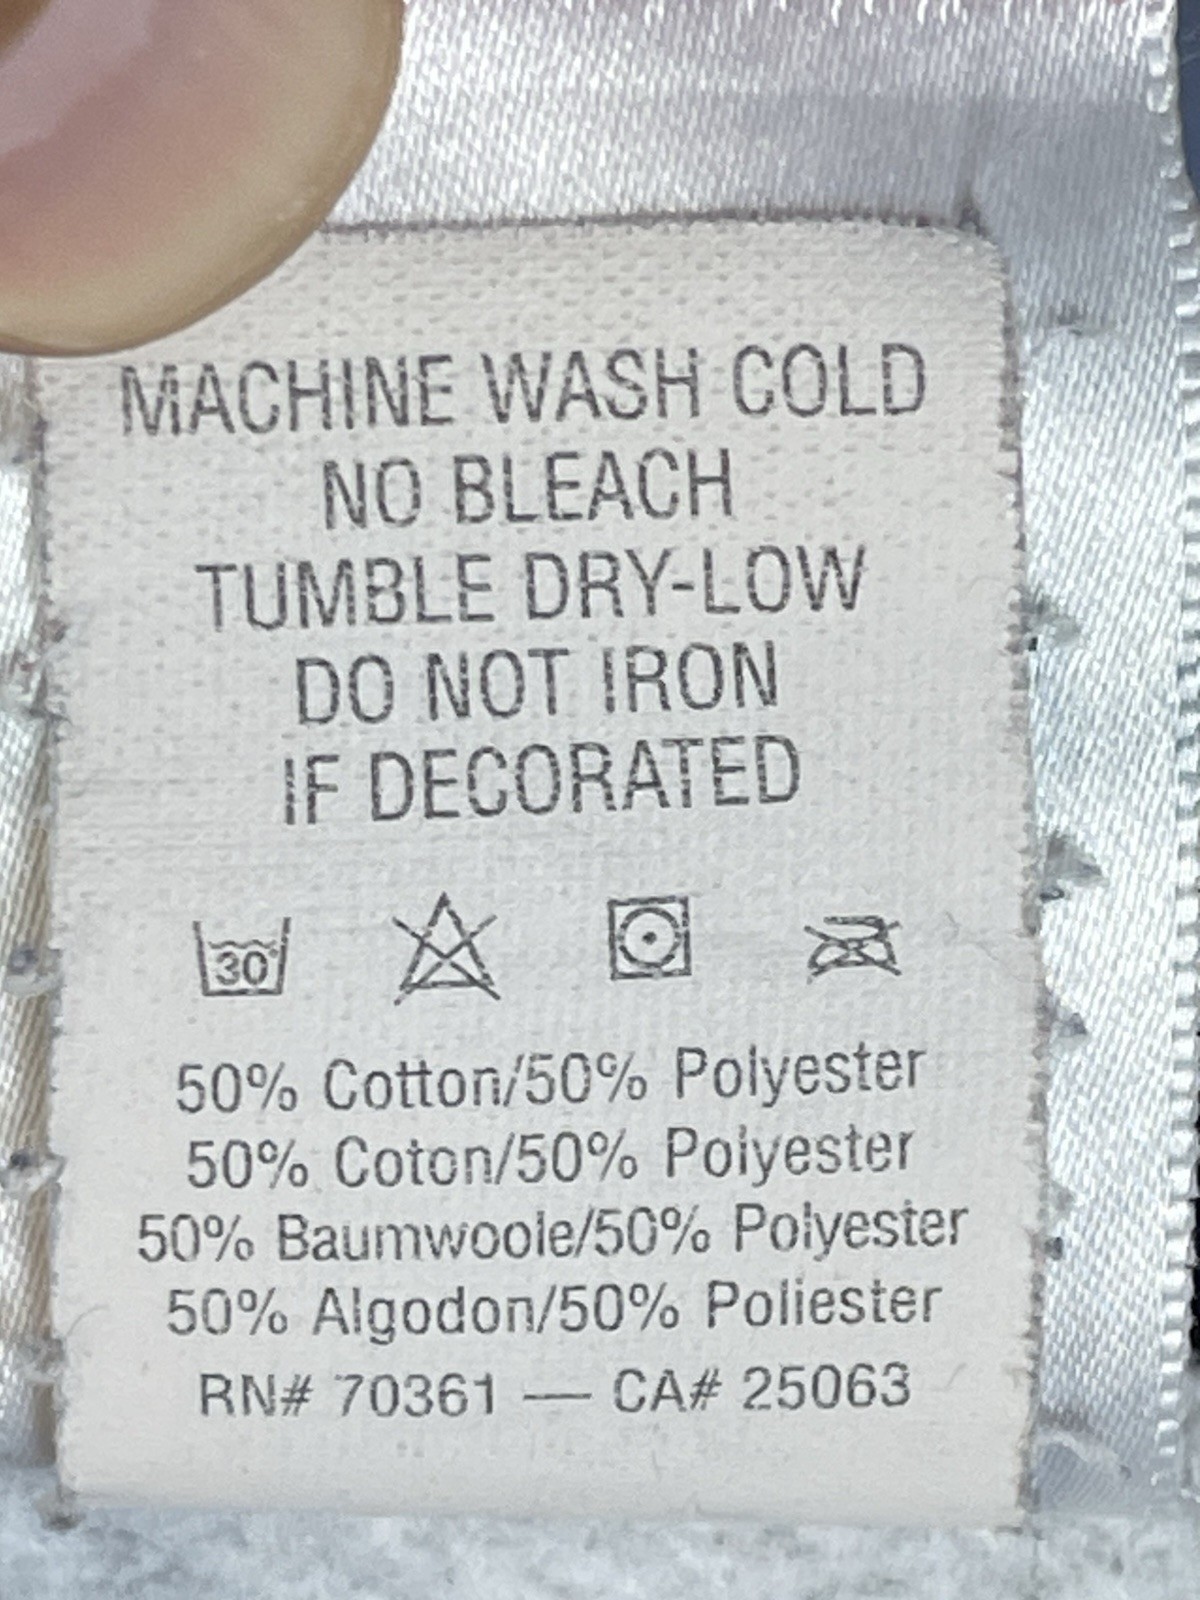 MACHINE WASH COLD
NO BLEACH
TUMBLE DRY-LOW
DO NOT IRON
IF DECORATED
30°
50% Cotton/50% Polyester
50% Coton/50% Polyester
50% Baumwoole/50% Polyester
50% Algodon/50% Poliester
RN# 70361 — CA# 25063